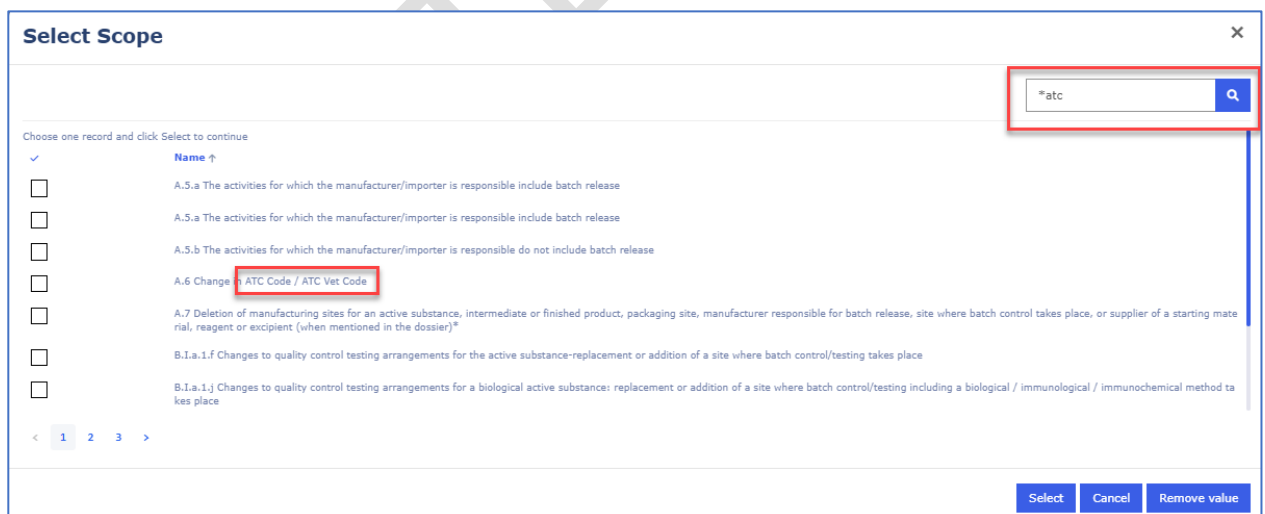 Select Scope ×
*atc
Choose one record and click Select to continue
✓ Name ↑
A.5.a The activities for which the manufacturer/importer is responsible include batch release
A.5.a The activities for which the manufacturer/importer is responsible include batch release
A.5.b The activities for which the manufacturer/importer is responsible do not include batch release
A.6 Change in ATC Code / ATC Vet Code
A.7 Deletion of manufacturing sites for an active substance, intermediate or finished product, packaging site, manufacturer responsible for batch release, site where batch control takes place, or supplier of a starting mate
rial, reagent or excipient (when mentioned in the dossier)*
B.I.a.1.f Changes to quality control testing arrangements for the active substance-replacement or addition of a site where batch control/testing takes place
B.I.a.1.j Changes to quality control testing arrangements for a biological active substance: replacement or addition of a site where batch control/testing including a biological / immunological / immunochemical method ta
kes place
< 1 2 3 >
Select Cancel Remove value